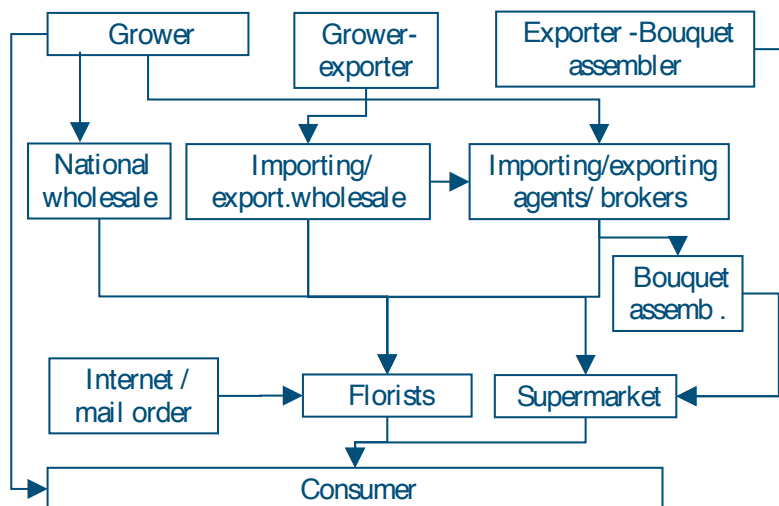 Grower
Grower-
exporter
Exporter -Bouquet
assembler
National
wholesale
Importing/
export.wholesale
Importing/exporting
agents/ brokers
Bouquet
assemb .
Internet /
mail order
Florists
Supermarket
Consumer